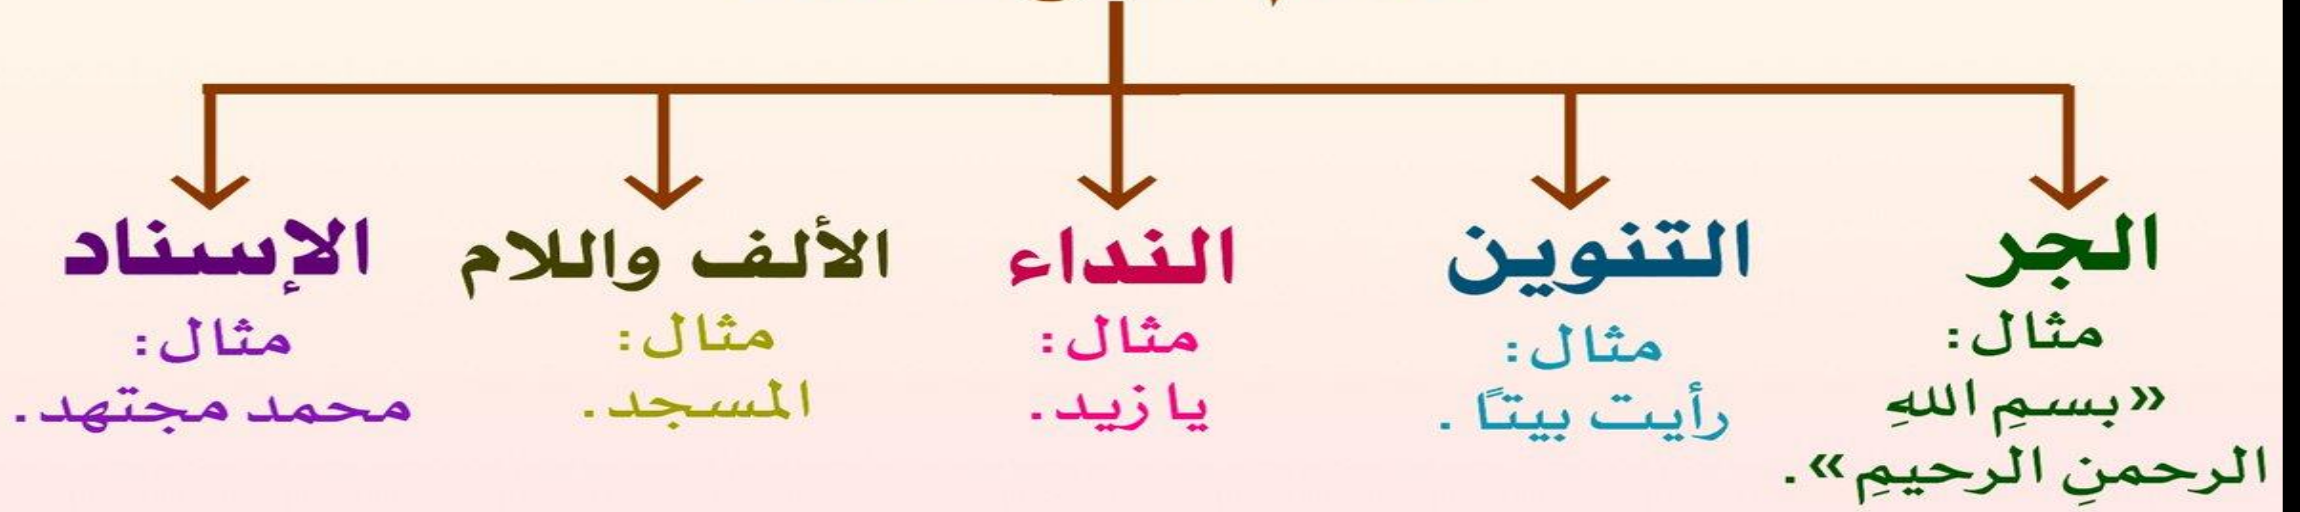 الجر
مثال:
«بسمِ اللهِ
الرحمنِ الرحيمِ».
التنوين
مثال:
رأيت بيتًا .
النداء
مثال:
يا زيد.
الألف واللام
مثال:
المسجد.
الإسناد
مثال:
محمد مجتهد.